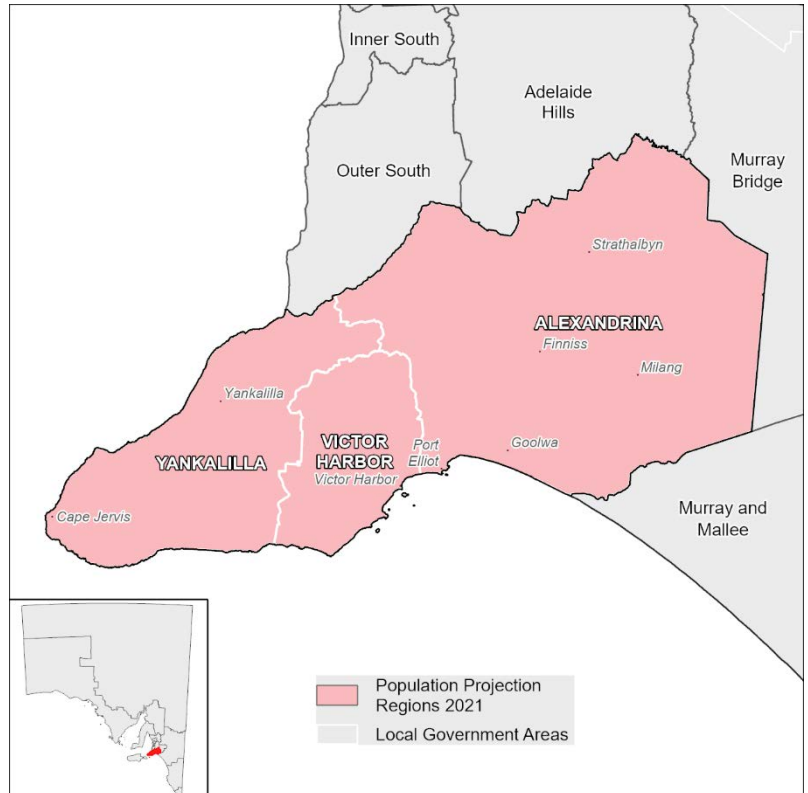 Inner South
Adelaide
Hills
Outer South
Murray
Bridge
Strathalbyn
ALEXANDRINA
Finniss
Milang
Yankalilla
YANKALILLA
VICTOR
HARBOR
Victor Harbor
Port
Elliot
Goolwa
Cape Jervis
Murray and
Mallee
Population Projection
Regions 2021
Local Government Areas